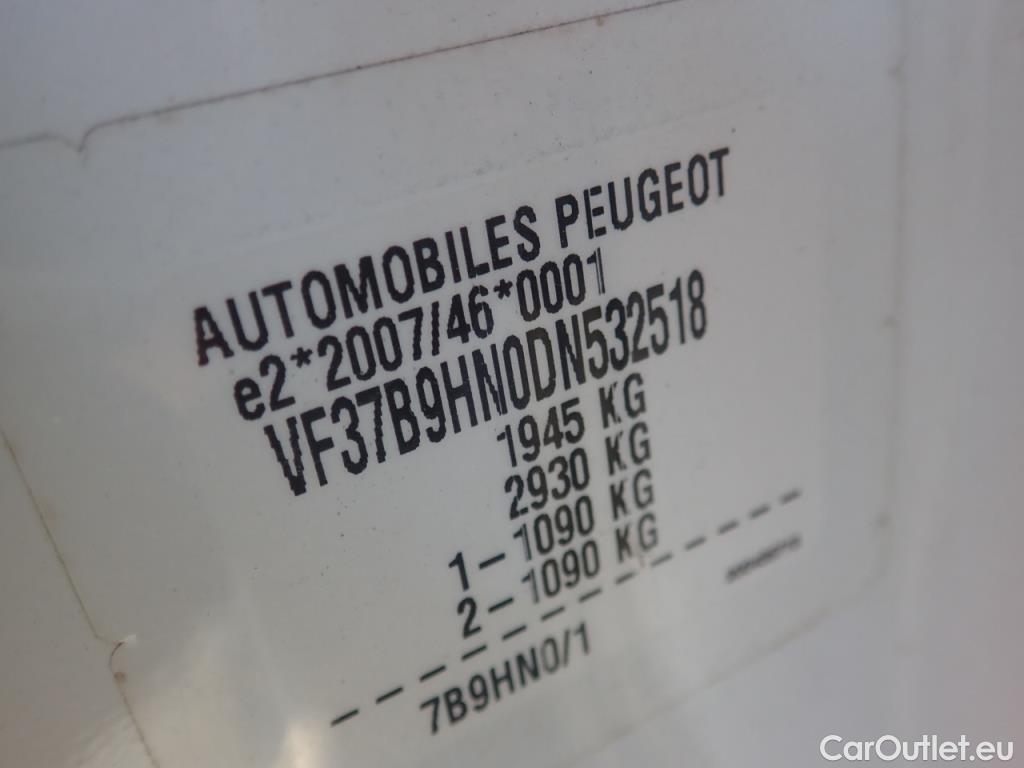 AUTOMOBILES PEUGEOT
e2*2007/46*0001
VF37B9HN0DN532518
1945 KG
2930 KG
1–1090 KG
2–1090 KG
7B9HN0/1
CarOutlet.eu